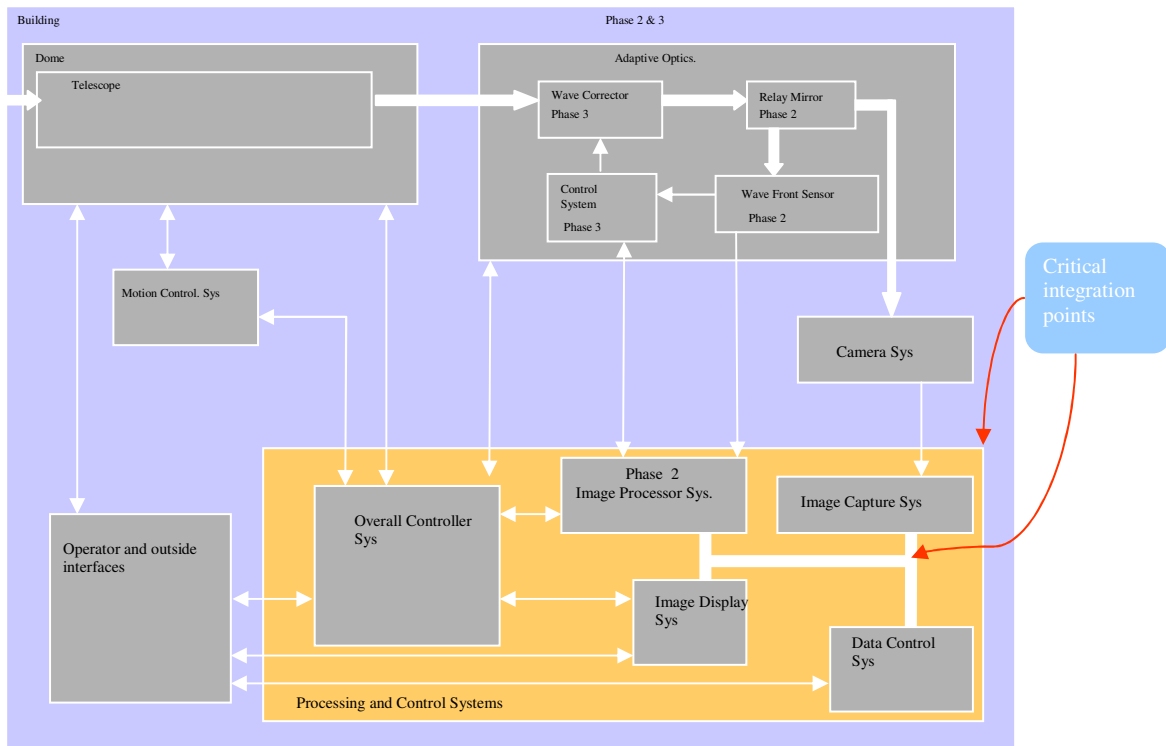 Building
Phase 2 & 3
Dome
Telescope
Adaptive Optics.
Wave Corrector
Phase 3
Relay Mirror
Phase 2
Control
System
Phase 3
Wave Front Sensor
Phase 2
Critical
integration
points
Motion Control. Sys
Camera Sys
Phase 2
Image Processor Sys.
Image Capture Sys
Overall Controller
Sys
Operator and outside
interfaces
Image Display
Sys
Data Control
Sys
Processing and Control Systems